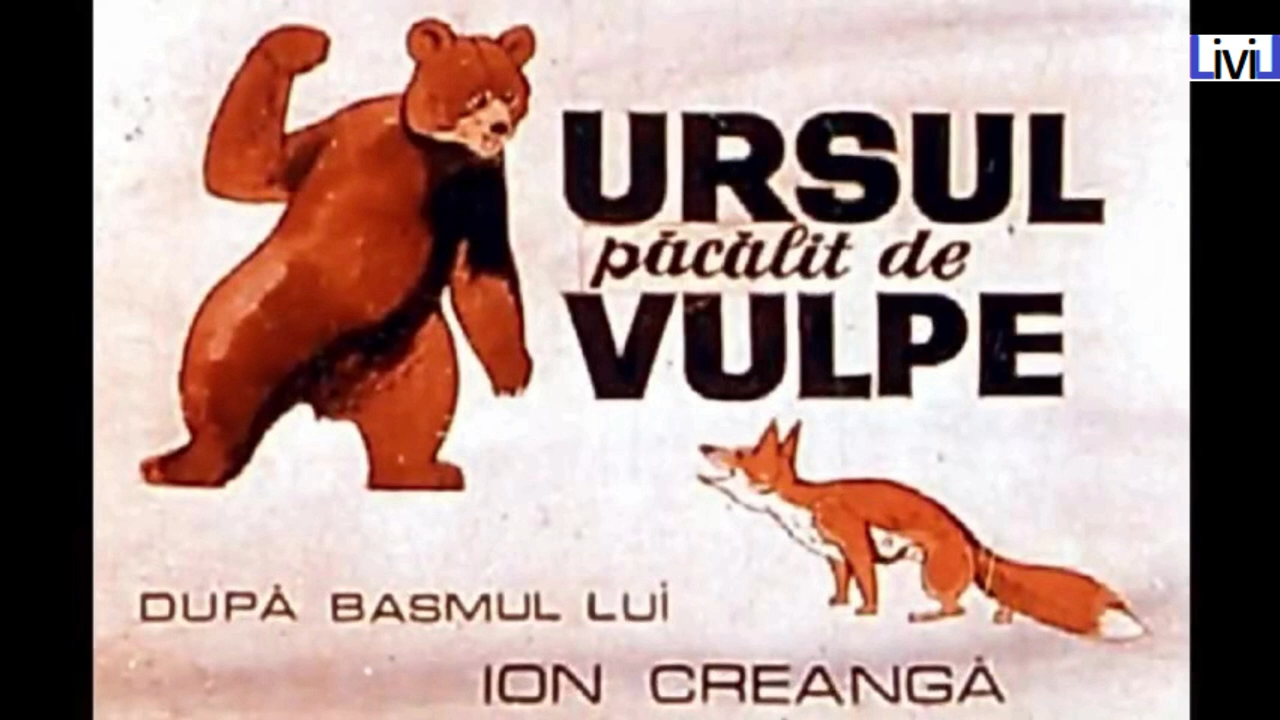 LiviU
URSUL
păcălit de
VULPE
DUPĂ BASMUL LUI
ION CREANGĂ